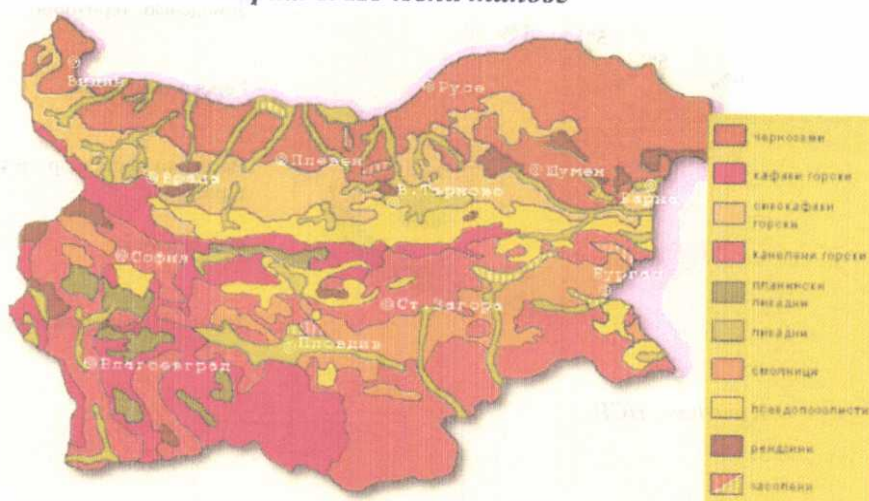 Видин
Русе
Плевен
Враца
Шумен
В.Търново
Варна
София
Бургас
Ст.Загора
Пловдив
Благоевград
черноземи
кафяви горски
сивокафяви
горски
канелени горски
планински
ливадни
ливадни
смолници
псевдоподзолисти
рендзини
засолени